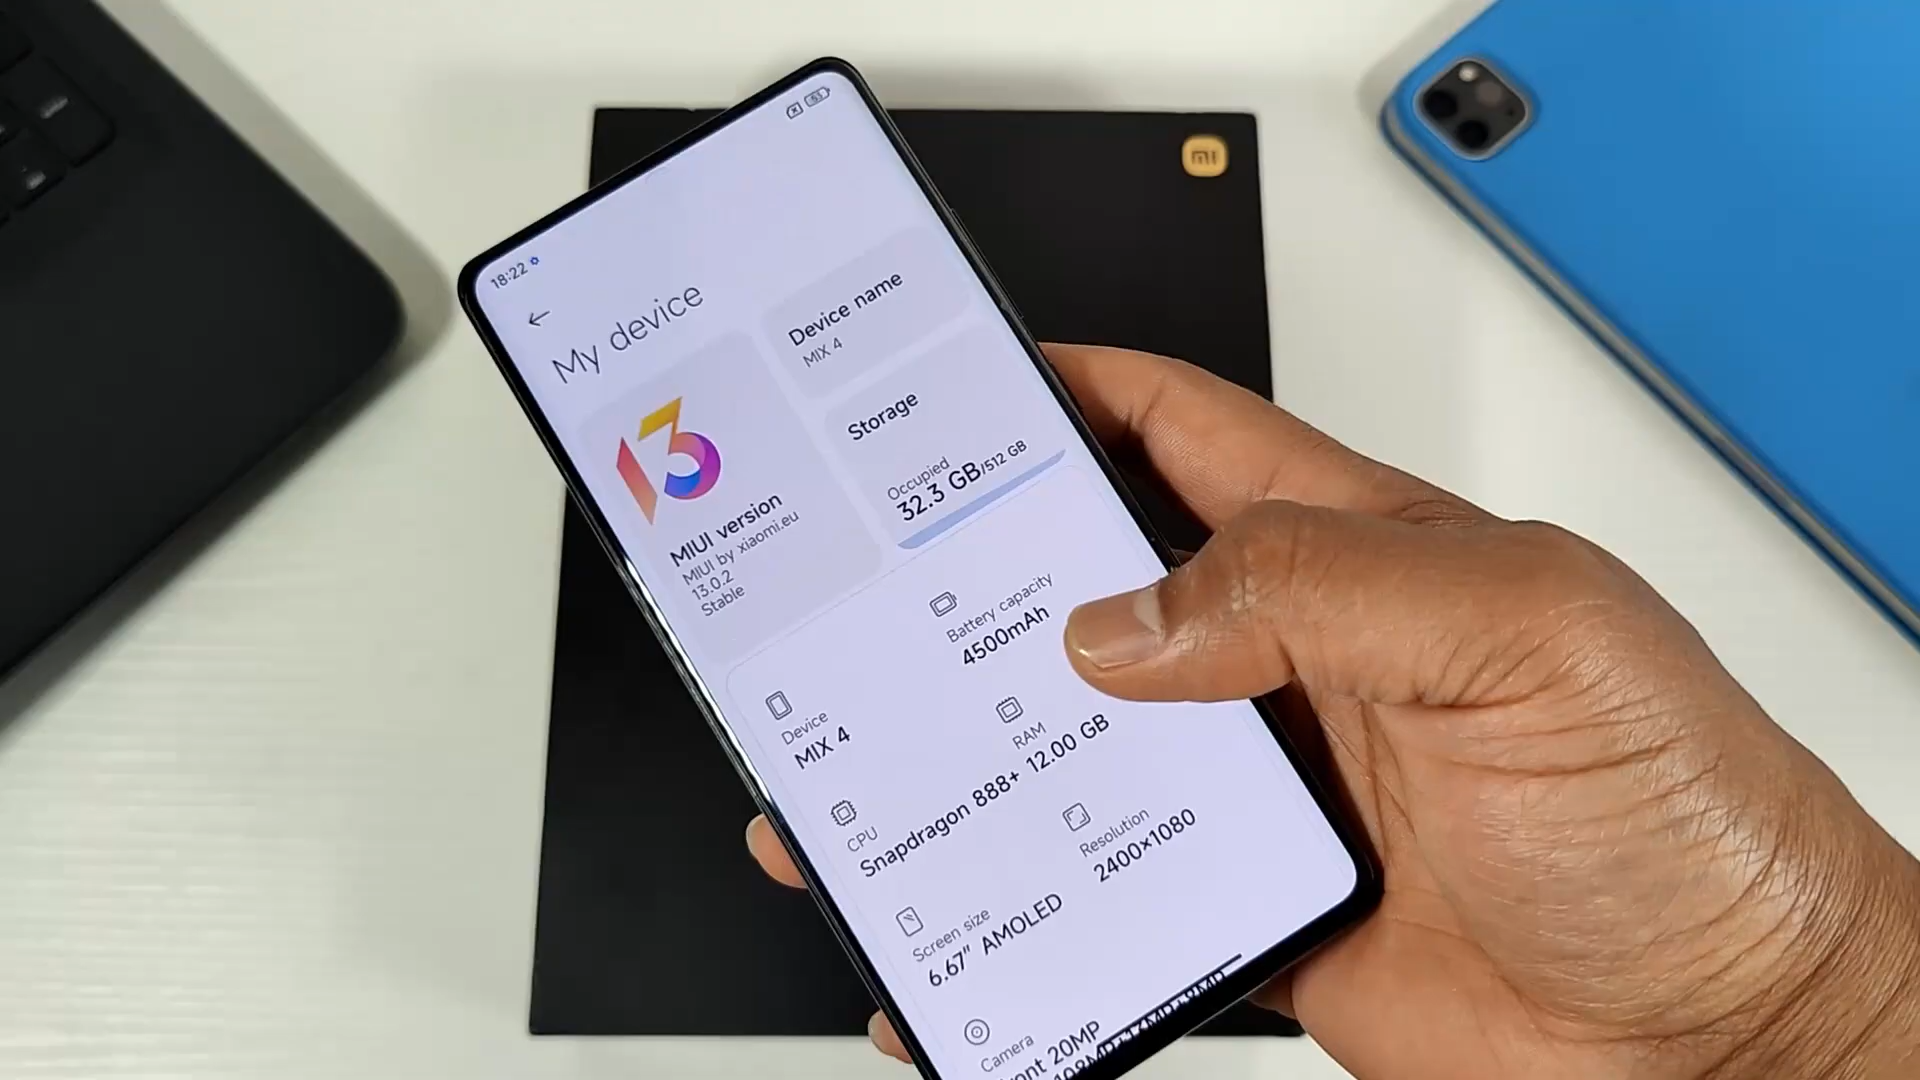 mi
53
18:22
My device
Device name
MIX 4
13
MIUI version
MIUI by xiaomi.eu
13.0.2
Stable
Storage
Occupied
32.3 GB/512 GB
Battery capacity
4500mAh
Device
MIX 4
RAM
12.00 GB
CPU
Snapdragon 888+
Resolution
2400×1080
Screen size
6.67" AMOLED
Camera
20MP